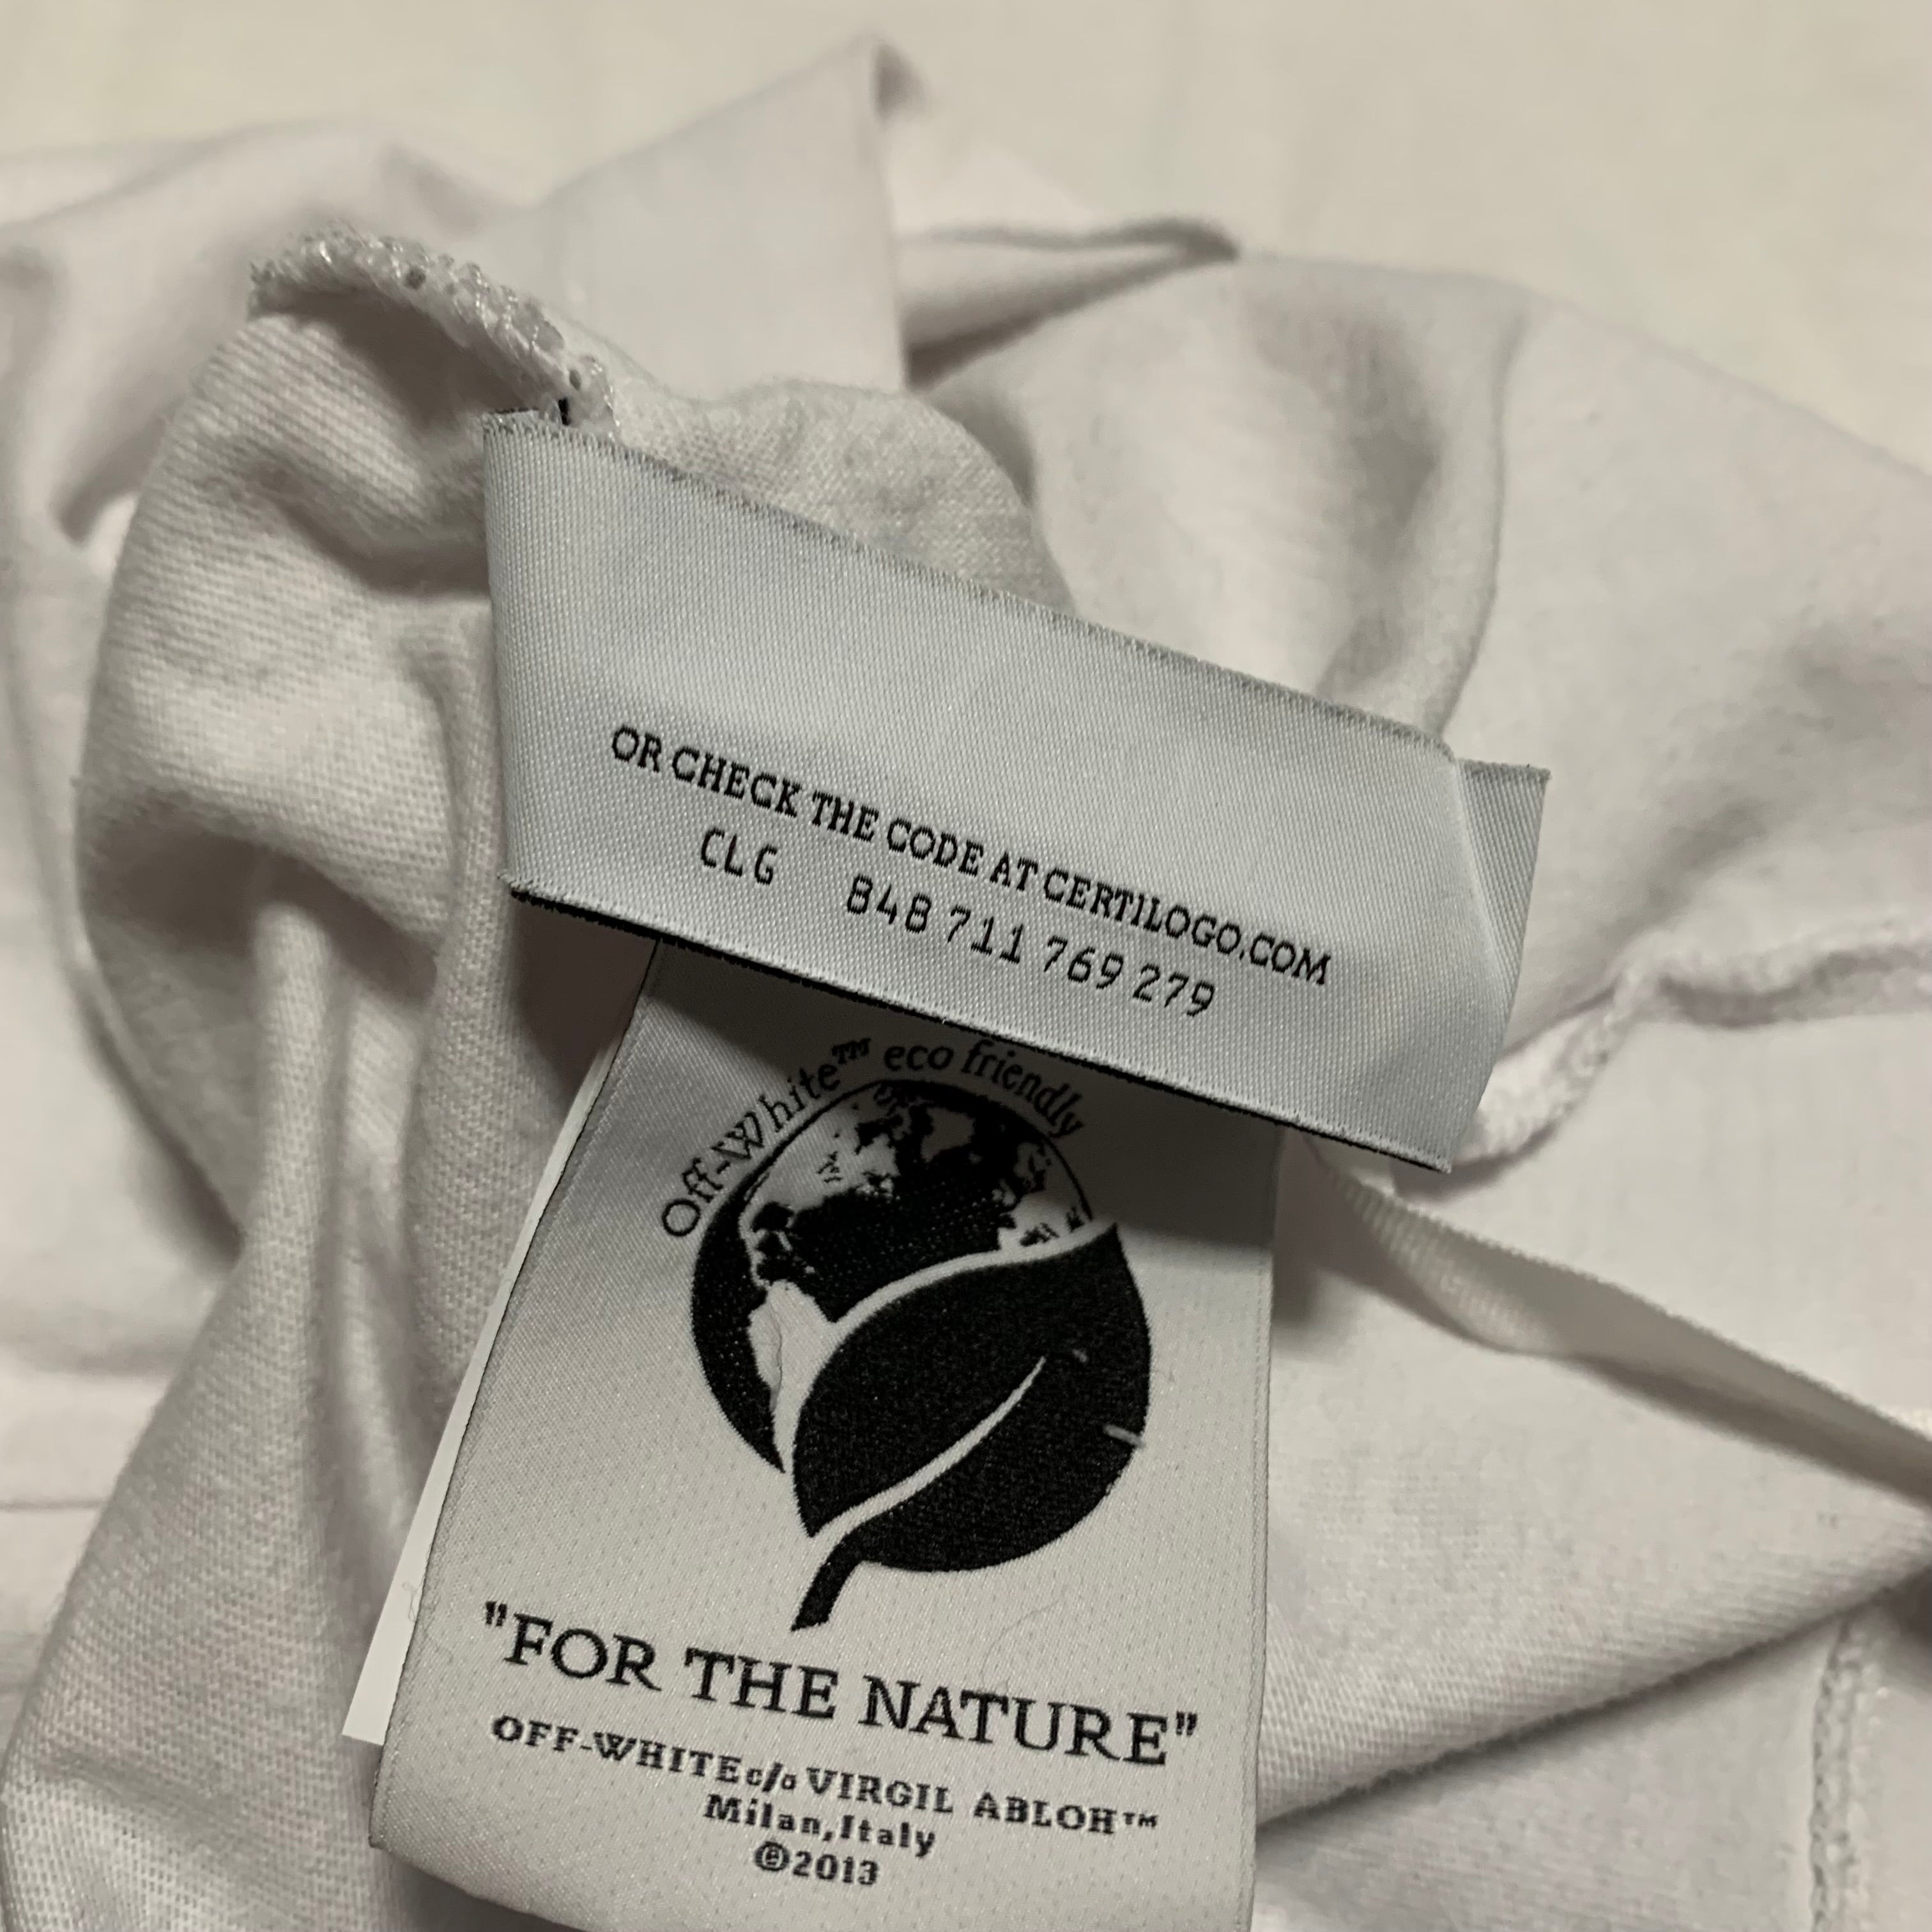 OR CHECK THE CODE AT CERTILOGO.COM
CLG 848 711 769 279
Off-White™ eco friendly
"FOR THE NATURE"
OFF-WHITE c/o VIRGIL ABLOH™
Milan, Italy
©2013